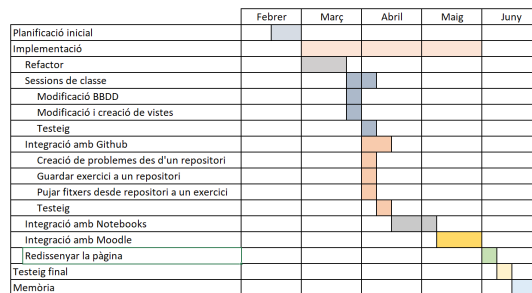 Febrer Març Abril Maig Juny
Planificació inicial
Implementació
Refactor
Sessions de classe
Modificació BBDD
Modificació i creació de vistes
Testeig
Integració amb Github
Creació de problemes des d'un repositori
Guardar exercici a un repositori
Pujar fitxers desde repositori a un exercici
Testeig
Integració amb Notebooks
Integració amb Moodle
Redissenyar la pàgina
Testeig final
Memòria